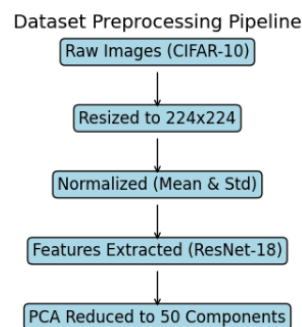 Dataset Preprocessing Pipeline
Raw Images (CIFAR-10)
Resized to 224x224
Normalized (Mean & Std)
Features Extracted (ResNet-18)
PCA Reduced to 50 Components